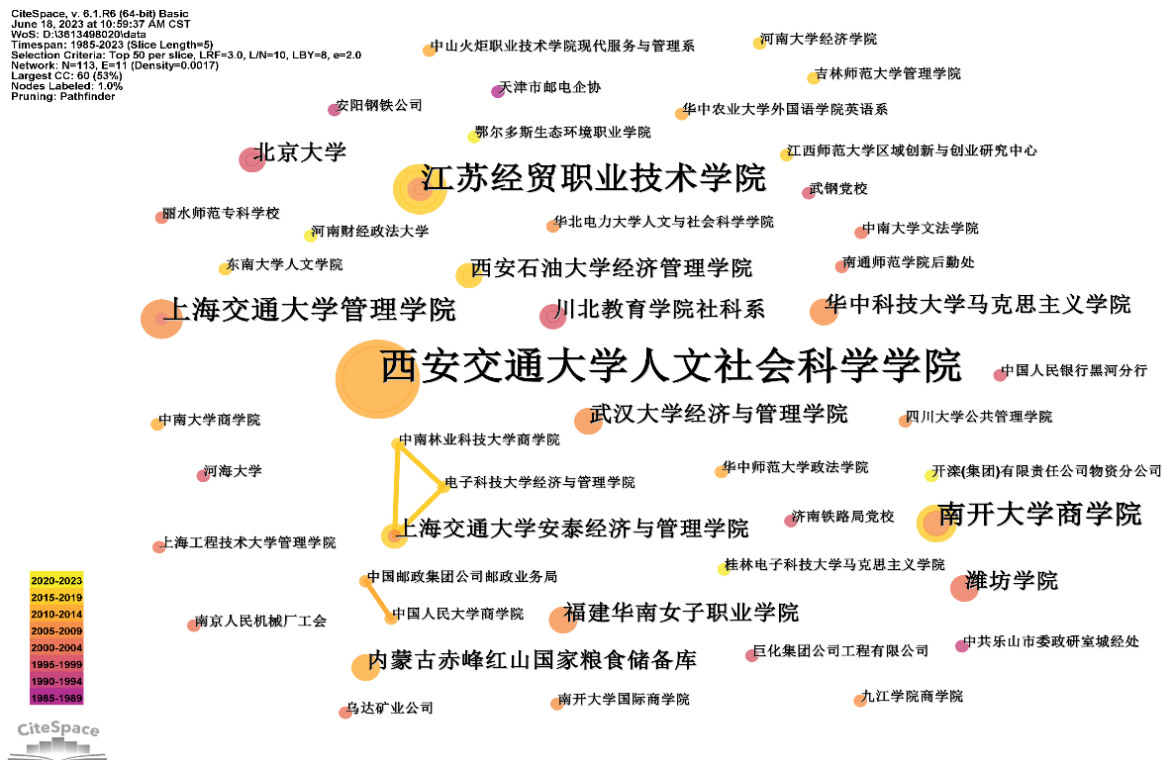 CiteSpace, v. 6.1.R6 (64-bit) Basic
June 18, 2023 at 10:59:37 AM CST
WoS: D:\3613498020\data
Timespan: 1985-2023 (Slice Length=5)
Selection Criteria: Top 50 per slice, LRF=3.0, L/N=10, LBY=8, e=2.0
Network: N=113, E=11 (Density=0.0017)
Largest CC: 60 (53%)
Nodes Labeled: 1.0%
Pruning: Pathfinder
中山火炬职业技术学院现代服务与管理系
河南大学经济学院
吉林师范大学管理学院
天津市邮电企协
安阳钢铁公司
华中农业大学外国语学院英语系
鄂尔多斯生态环境职业学院
北京大学
江西师范大学区域创新与创业研究中心
江苏经贸职业技术学院
武钢党校
丽水师范专科学校
华北电力大学人文与社会科学学院
中南大学文法学院
河南财经政法大学
东南大学人文学院
西安石油大学经济管理学院
南通师范学院后勤处
上海交通大学管理学院
川北教育学院社科系
华中科技大学马克思主义学院
西安交通大学人文社会科学学院
中国人民银行黑河分行
中南大学商学院
武汉大学经济与管理学院
四川大学公共管理学院
中南林业科技大学商学院
河海大学
电子科技大学经济与管理学院
华中师范大学政法学院
开滦(集团)有限责任公司物资分公司
上海交通大学安泰经济与管理学院
济南铁路局党校
南开大学商学院
上海工程技术大学管理学院
桂林电子科技大学马克思主义学院
中国邮政集团公司邮政业务局
潍坊学院
南京人民机械厂工会
中国人民大学商学院
福建华南女子职业学院
中共乐山市委政研室城经处
内蒙古赤峰红山国家粮食储备库
巨化集团公司工程有限公司
乌达矿业公司
南开大学国际商学院
九江学院商学院
2020-2023
2015-2019
2010-2014
2005-2009
2000-2004
1995-1999
1990-1994
1985-1989
CiteSpace